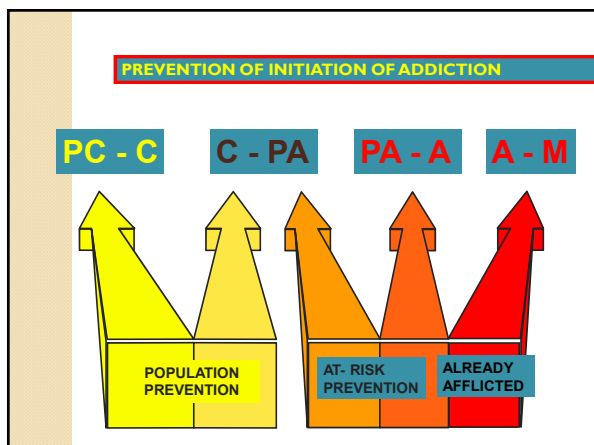 PREVENTION OF INITIATION OF ADDICTION
PC - C
C - PA
PA - A
A - M
POPULATION
PREVENTION
AT- RISK
PREVENTION
ALREADY
AFFLICTED